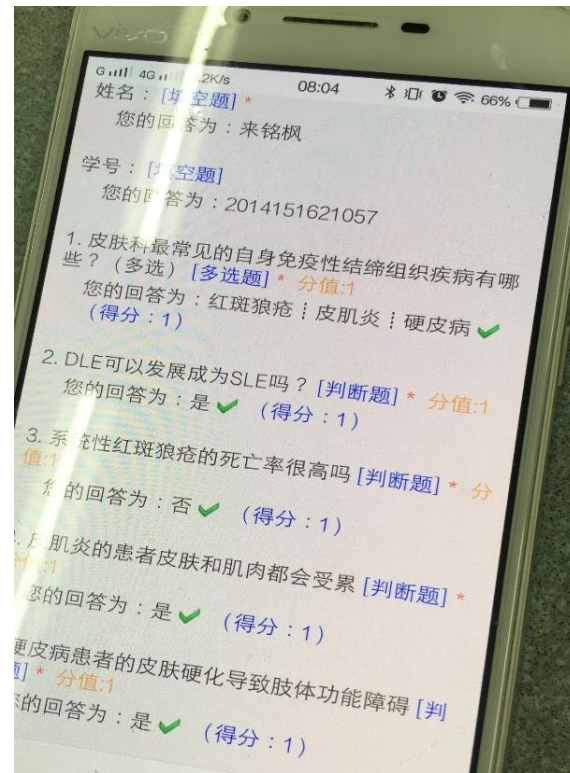 vivo
4G .2K/s 08:04 66%
姓名：[填空题] *
您的回答为：来铭枫
学号：[填空题]
您的回答为：2014151621057
1. 皮肤科最常见的自身免疫性结缔组织疾病有哪
些？（多选）[多选题] * 分值:1
您的回答为：红斑狼疮┋皮肌炎┋硬皮病
（得分：1）
2. DLE可以发展成为SLE吗？[判断题] * 分值:1
您的回答为：是 （得分：1）
3. 系统性红斑狼疮的死亡率很高吗 [判断题] * 分
值:1
您的回答为：否 （得分：1）
皮肌炎的患者皮肤和肌肉都会受累 [判断题] *
分值:1
您的回答为：是 （得分：1）
硬皮病患者的皮肤硬化导致肢体功能障碍 [判
题] * 分值:1
您的回答为：是 （得分：1）